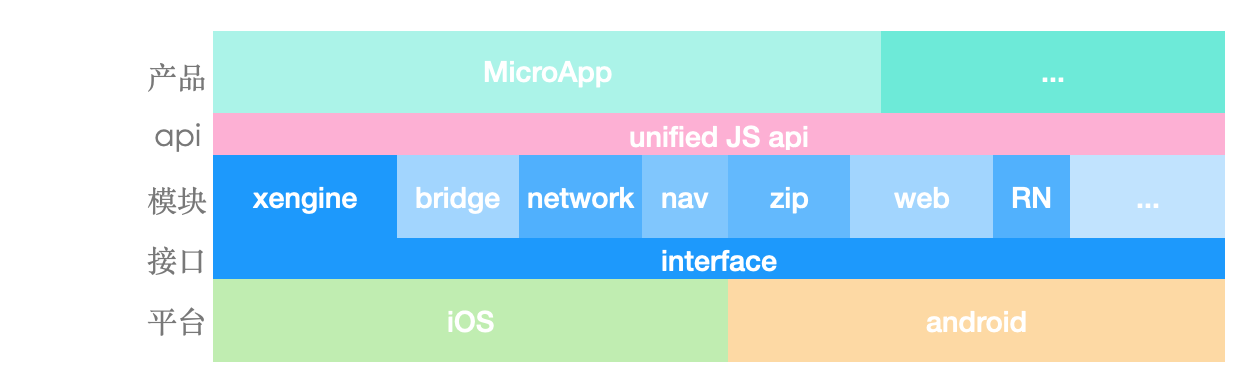 产品 MicroApp ...
api unified JS api
模块 xengine bridge network nav zip web RN ...
接口 interface
平台 iOS android